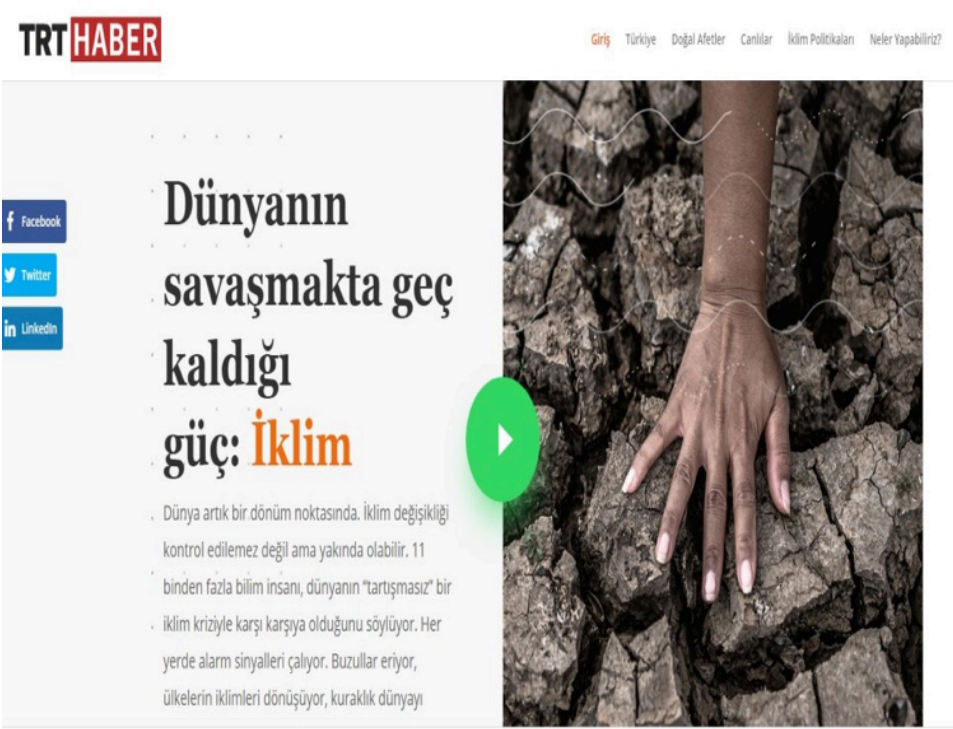 TRT HABER
Giriş Türkiye Doğal Afetler Canlılar İklim Politikaları Neler Yapabiliriz?
Facebook
Twitter
LinkedIn
Dünyanın
savaşmakta geç
kaldığı
güç: İklim
Dünya artık bir dönüm noktasında. İklim değişikliği
kontrol edilemez değil ama yakında olabilir. 11
binden fazla bilim insanı, dünyanın "tartışmasız" bir
iklim kriziyle karşı karşıya olduğunu söylüyor. Her
yerde alarm sinyalleri çalıyor. Buzullar eriyor,
ülkelerin iklimleri dönüşüyor, kuraklık dünyayı